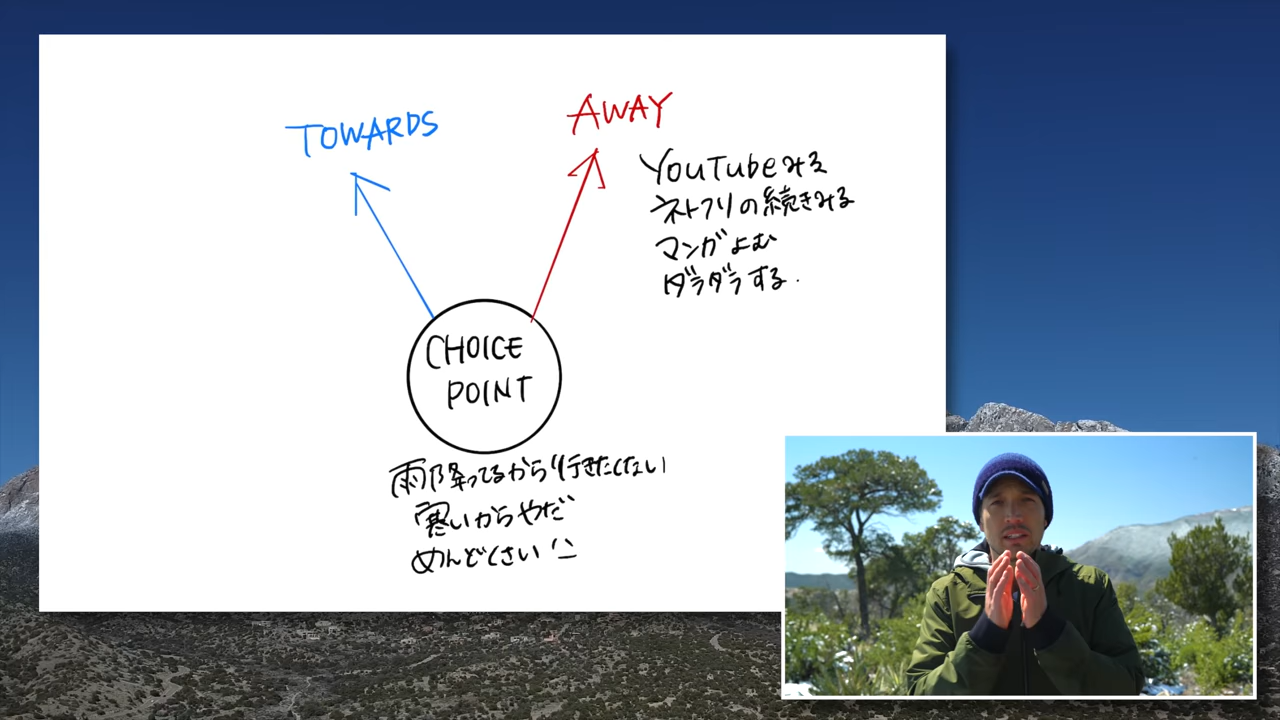 TOWARDS
AWAY
YouTubeみる
ネトフリの続きみる
マンガよむ
ダラダラする.
CHOICE
POINT
雨降ってるから行きたくない
寒いからやだ
めんどくさい